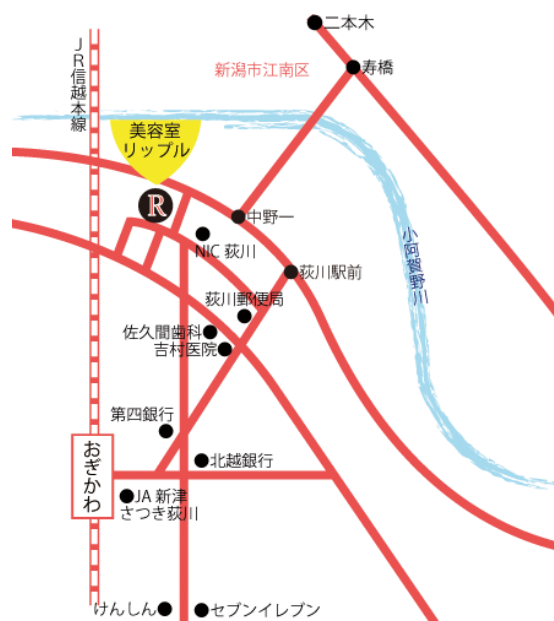 二本木
JR信越本線
新潟市江南区
寿橋
美容室
リップル
R
中野一
NIC 荻川
小阿賀野川
荻川駅前
荻川郵便局
佐久間歯科
吉村医院
第四銀行
おぎかわ
北越銀行
JA 新津
さつき荻川
けんしん
セブンイレブン